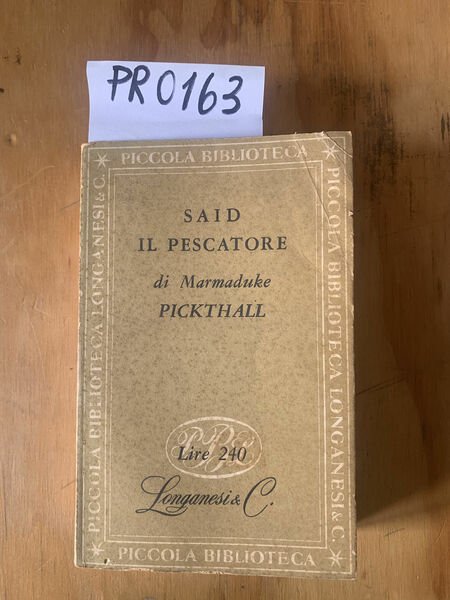 PR0163
PICCOLA BIBLIOTECA
SAID
IL PESCATORE
di Marmaduke
PICKTHALL
Lire 240
Longanesi & C.
PICCOLA BIBLIOTECA
PICCOLA BIBLIOTECA LONGANESI & C.
PICCOLA BIBLIOTECA LONGANESI & C.